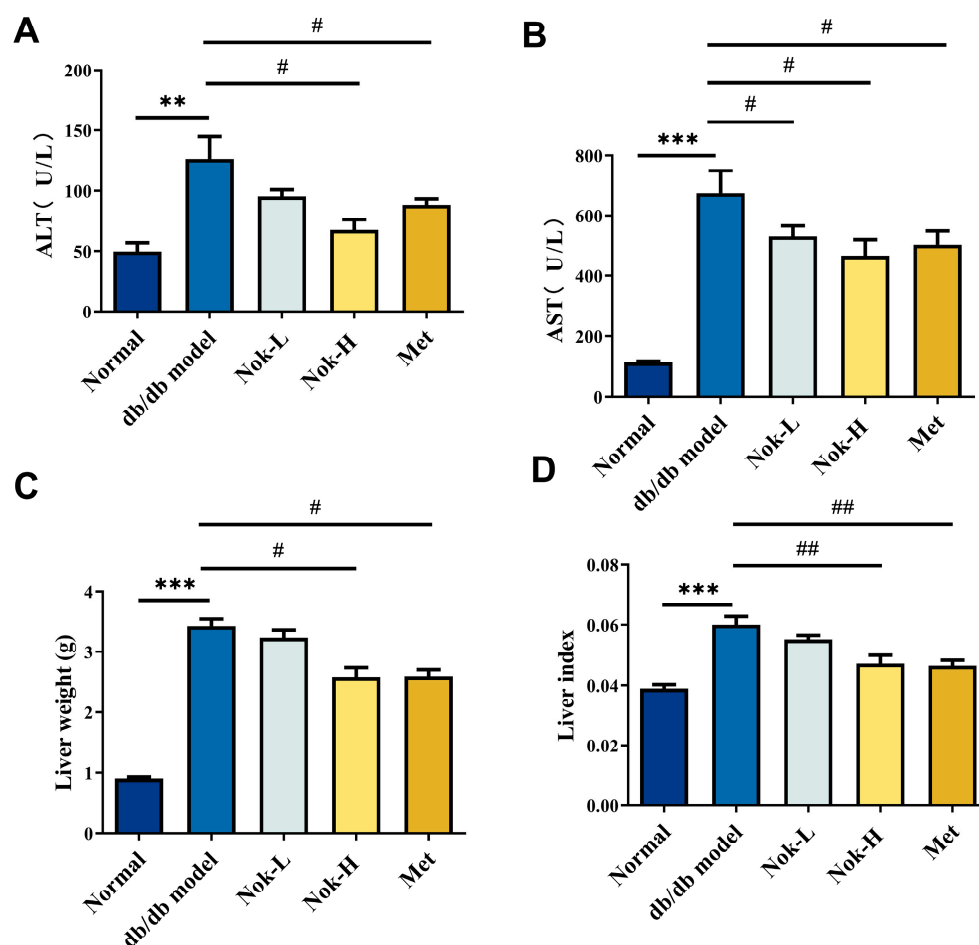 A
#
#
**
ALT( U/L)
200
150
100
50
0
Normal
db/db model
Nok-L
Nok-H
Met
B
#
#
#
***
AST( U/L)
800
600
400
200
0
Normal
db/db model
Nok-L
Nok-H
Met
C
#
#
***
Liver weight (g)
4
3
2
1
0
Normal
db/db model
Nok-L
Nok-H
Met
D
##
##
***
Liver index
0.08
0.06
0.04
0.02
0.00
Normal
db/db model
Nok-L
Nok-H
Met